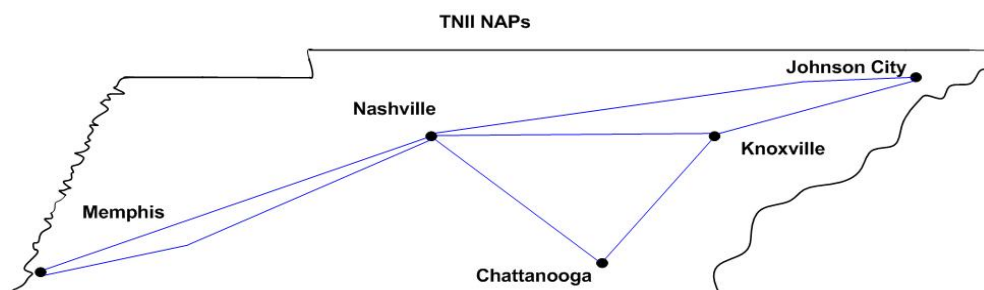 TNII NAPs
Johnson City
Nashville
Knoxville
Memphis
Chattanooga